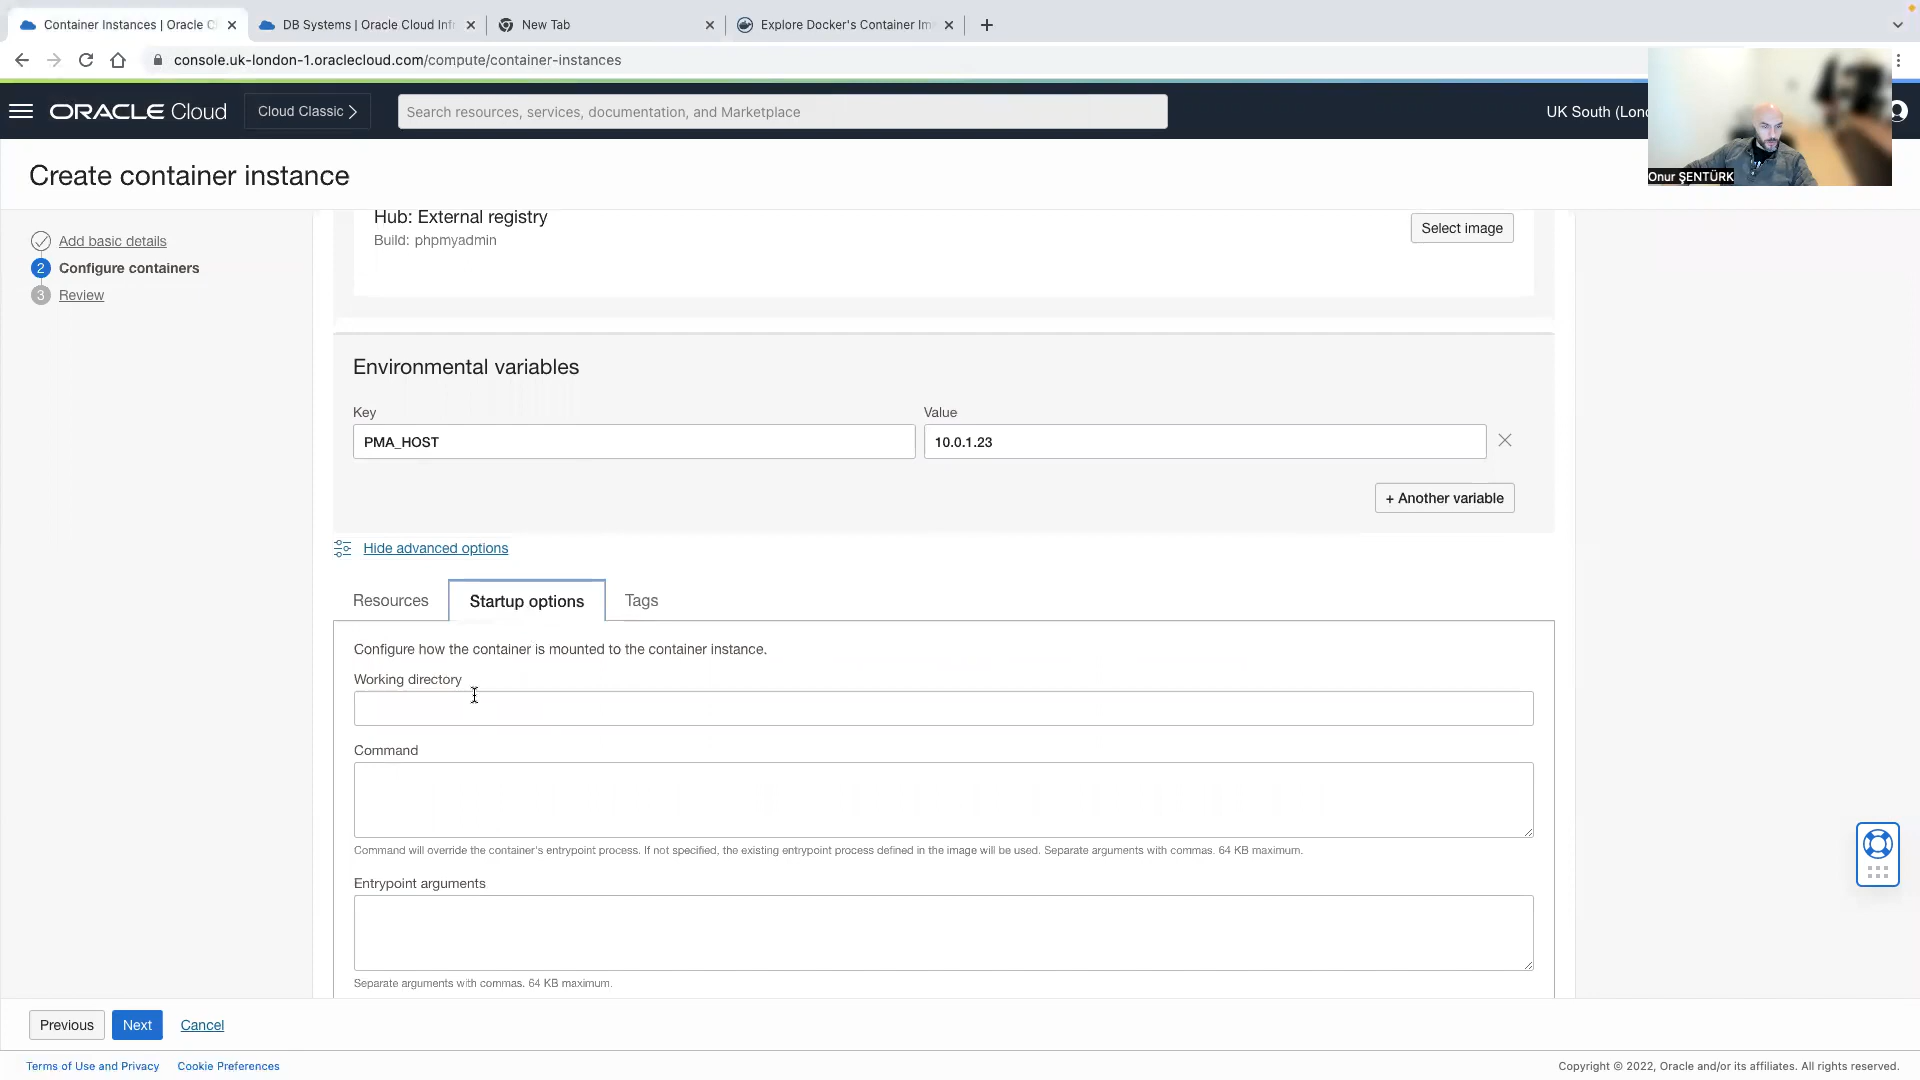 Container Instances | Oracle C
DB Systems | Oracle Cloud Infr
New Tab
Explore Docker's Container Im
console.uk-london-1.oraclecloud.com/compute/container-instances
ORACLE Cloud
Cloud Classic
Search resources, services, documentation, and Marketplace
UK South (Lond
Onur ŞENTÜRK
Create container instance
Add basic details
2 Configure containers
3 Review
Hub: External registry
Build: phpmyadmin
Select image
Environmental variables
Key
Value
PMA_HOST
10.0.1.23
+ Another variable
Hide advanced options
Resources
Startup options
Tags
Configure how the container is mounted to the container instance.
Working directory
Command
Command will override the container's entrypoint process. If not specified, the existing entrypoint process defined in the image will be used. Separate arguments with commas. 64 KB maximum.
Entrypoint arguments
Separate arguments with commas. 64 KB maximum.
Previous
Next
Cancel
Terms of Use and Privacy
Cookie Preferences
Copyright © 2022, Oracle and/or its affiliates. All rights reserved.